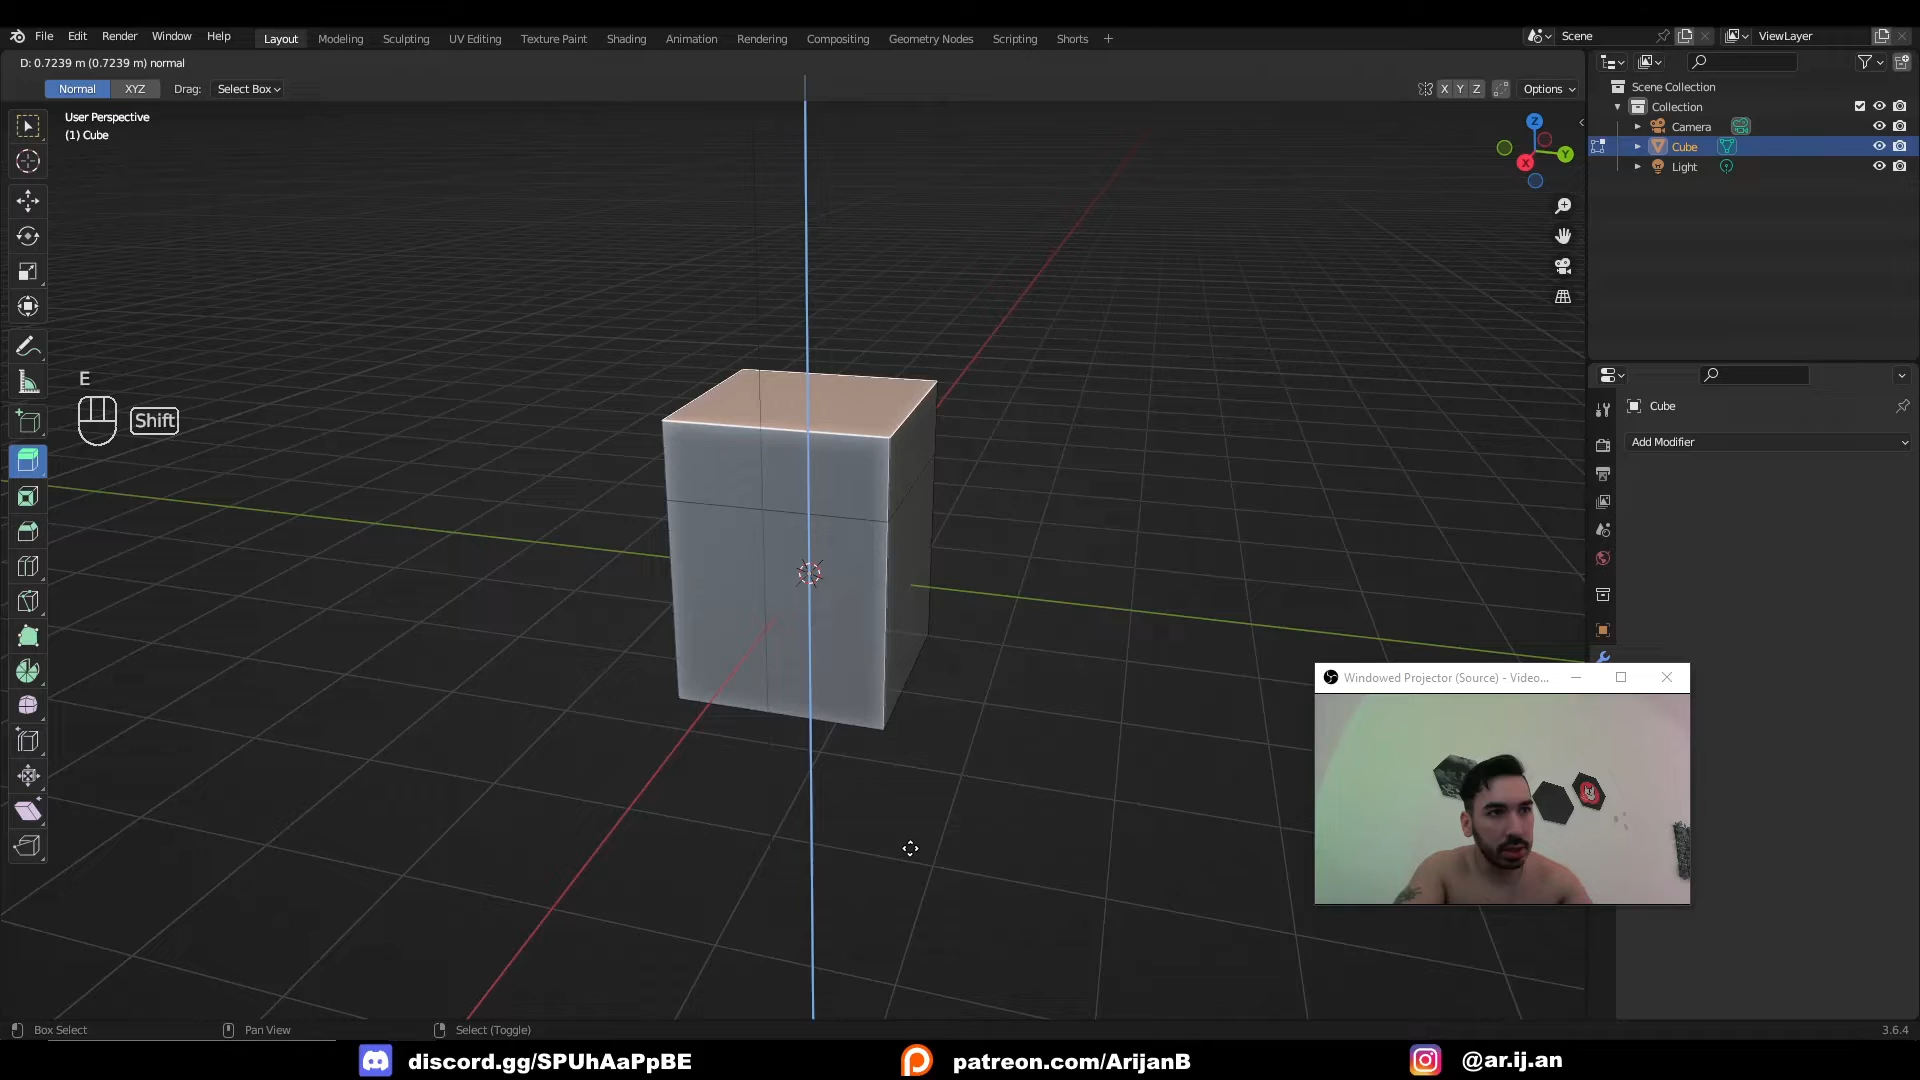 File Edit Render Window Help
Layout Modeling Sculpting UV Editing Texture Paint Shading Animation Rendering Compositing Geometry Nodes Scripting Shorts +
Scene
ViewLayer
D: 0.7239 m (0.7239 m) normal
Normal XYZ Drag: Select Box
X Y Z Options
User Perspective
(1) Cube
Z
Y
X
Scene Collection
Collection
Camera
Cube
Light
Cube
Add Modifier
E
Shift
Windowed Projector (Source) - Video...
Box Select Pan View Select (Toggle)
3.6.4
discord.gg/SPUhAaPpBE patreon.com/ArijanB @ar.ij.an